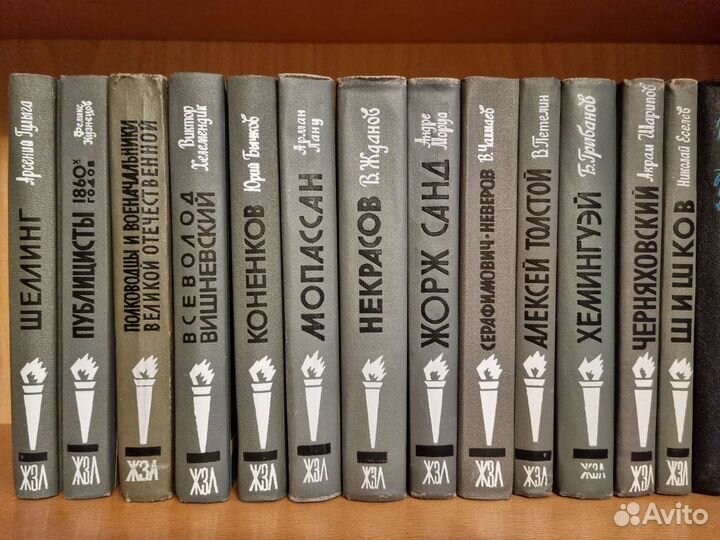 Арсений Гулыга
ШЕЛЛИНГ
ЖЗЛ
Феликс
Кузнецов
ПУБЛИЦИСТЫ 1860х
ГОДОВ
ЖЗЛ
ПОЛКОВОДЦЫ И ВОЕНАЧАЛЬНИКИ
ВЕЛИКОЙ ОТЕЧЕСТВЕННОЙ
ЖЗЛ
Виктор
Хелемендик
ВСЕВОЛОД
ВИШНЕВСКИЙ
ЖЗЛ
Юрий Бычков
КОНЕНКОВ
ЖЗЛ
Арман
Лану
МОПАССАН
ЖЗЛ
В. Жданов
НЕКРАСОВ
ЖЗЛ
Андре
Моруа
ЖОРЖ САНД
ЖЗЛ
В. Чалмаев
СЕРАФИМОВИЧ · НЕВЕРОВ
ЖЗЛ
В. Петелин
АЛЕКСЕЙ ТОЛСТОЙ
ЖЗЛ
Б. Грибанов
ХЕМИНГУЭЙ
ЖЗЛ
Акрам Шарипов
ЧЕРНЯХОВСКИЙ
ЖЗЛ
Николай Еселев
ШИШКОВ
ЖЗЛ
Avito